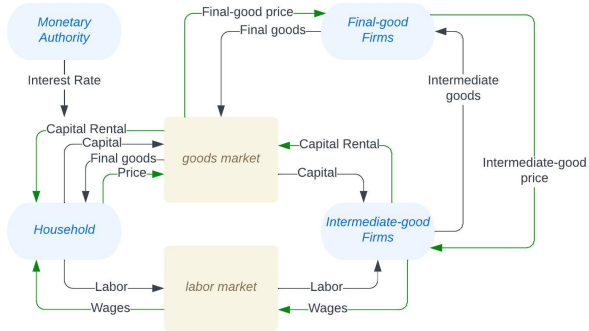 Monetary
Authority
Final-good price
Final goods
Final-good
Firms
Interest Rate
Intermediate
goods
Capital Rental
Capital
Final goods
Price
goods market
Capital Rental
Capital
Intermediate-good
price
Household
Intermediate-good
Firms
Labor
Wages
labor market
Labor
Wages